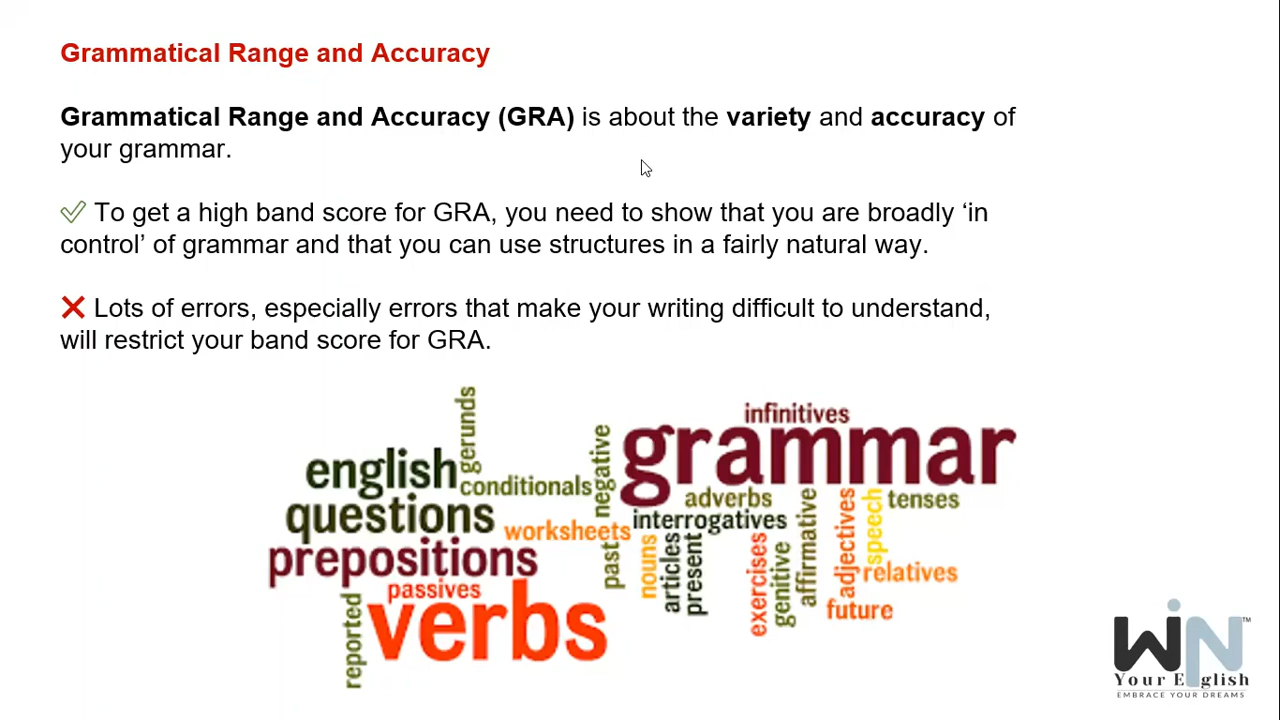 Grammatical Range and Accuracy
Grammatical Range and Accuracy (GRA) is about the variety and accuracy of
your grammar.
✅ To get a high band score for GRA, you need to show that you are broadly ‘in
control’ of grammar and that you can use structures in a fairly natural way.
❌ Lots of errors, especially errors that make your writing difficult to understand,
will restrict your band score for GRA.
gerunds
english
conditionals
questions
negative
worksheets
prepositions
passives
verbs
reported
past
infinitives
grammar
adverbs
tenses
interrogatives
nouns
articles
present
exercises
genitive
affirmative
adjectives
speech
relatives
future
WIN™
Your English
EMBRACE YOUR DREAMS